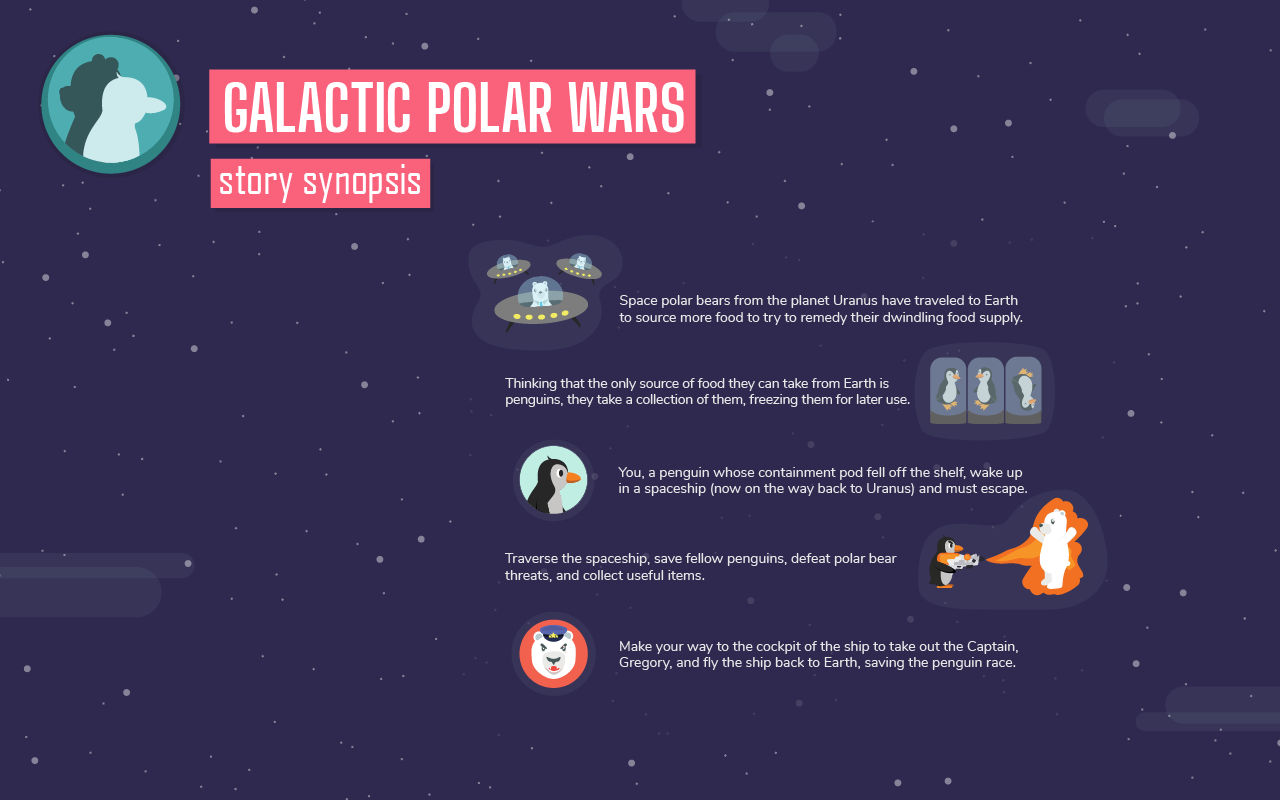 GALACTIC POLAR WARS
story synopsis
Space polar bears from the planet Uranus have traveled to Earth
to source more food to try to remedy their dwindling food supply.
Thinking that the only source of food they can take from Earth is
penguins, they take a collection of them, freezing them for later use.
You, a penguin whose containment pod fell off the shelf, wake up
in a spaceship (now on the way back to Uranus) and must escape.
Traverse the spaceship, save fellow penguins, defeat polar bear
threats, and collect useful items.
Make your way to the cockpit of the ship to take out the Captain,
Gregory, and fly the ship back to Earth, saving the penguin race.